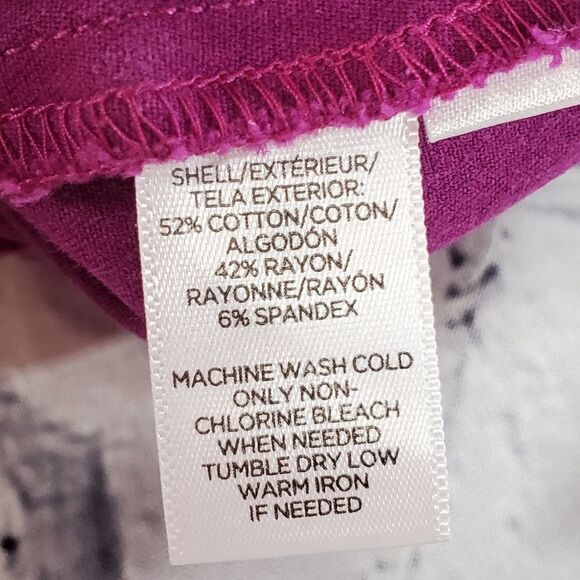 SHELL/EXTÉRIEUR/
TELA EXTERIOR:
52% COTTON/COTON/
ALGODÓN
42% RAYON/
RAYONNE/RAYÓN
6% SPANDEX
MACHINE WASH COLD
ONLY NON-
CHLORINE BLEACH
WHEN NEEDED
TUMBLE DRY LOW
WARM IRON
IF NEEDED